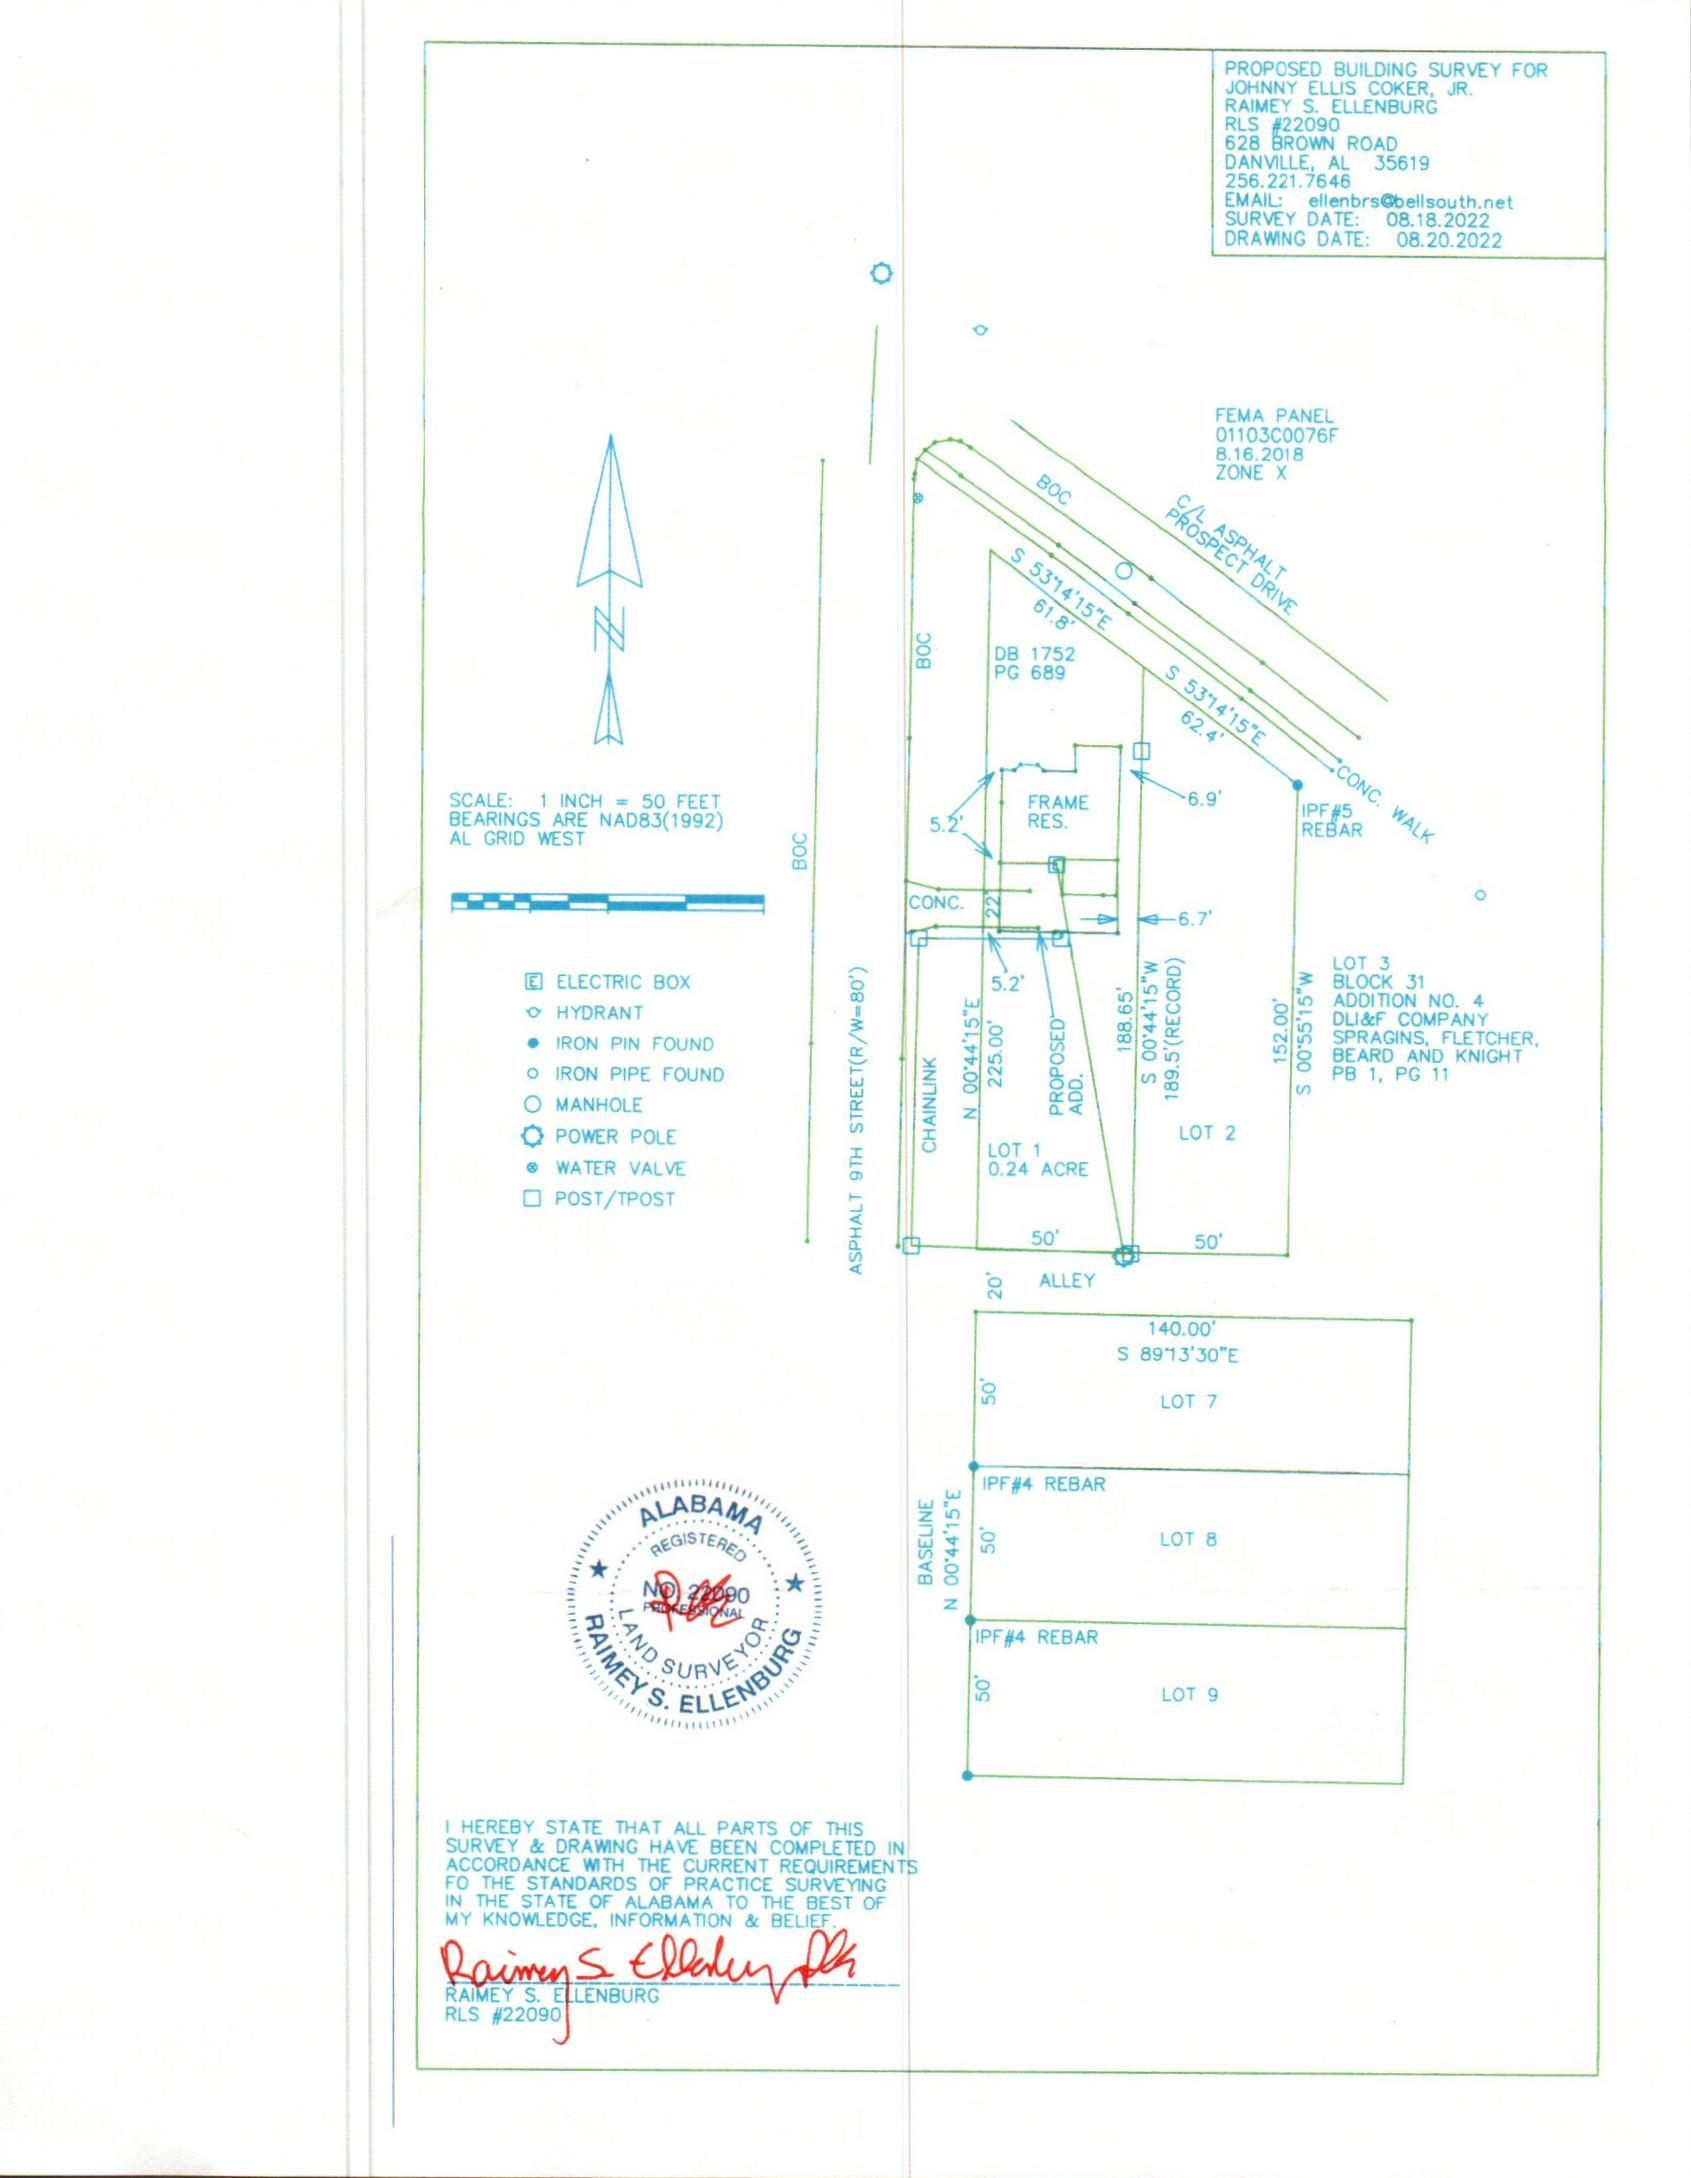 PROPOSED BUILDING SURVEY FOR
JOHNNY ELLIS COKER, JR.
RAIMEY S. ELLENBURG
RLS #22090
628 BROWN ROAD
DANVILLE, AL 35619
256.221.7646
EMAIL: ellenbrs@bellsouth.net
SURVEY DATE: 08.18.2022
DRAWING DATE: 08.20.2022
FEMA PANEL
01103C0076F
8.16.2018
ZONE X
BOC
C/L ASPHALT
PROSPECT DRIVE
S 53°14'15"E
61.8'
BOC
DB 1752
PG 689
S 53°14'15"E
62.4'
CONC. WALK
IPF#5
REBAR
6.9'
FRAME
RES.
5.2'
SCALE: 1 INCH = 50 FEET
BEARINGS ARE NAD83(1992)
AL GRID WEST
N
BOC
CONC.
22'
6.7'
5.2'
E ELECTRIC BOX
HYDRANT
IRON PIN FOUND
IRON PIPE FOUND
MANHOLE
POWER POLE
WATER VALVE
POST/TPOST
ASPHALT 9TH STREET(R/W=80')
CHAINLINK
N 00°44'15"E
225.00'
PROPOSED
ADD.
188.65'
S 00°44'15"W
189.5'(RECORD)
152.00'
S 00°55'15"W
LOT 3
BLOCK 31
ADDITION NO. 4
DLI&F COMPANY
SPRAGINS, FLETCHER,
BEARD AND KNIGHT
PB 1, PG 11
LOT 2
LOT 1
0.24 ACRE
50'
50'
20'
ALLEY
140.00'
S 89°13'30"E
50'
LOT 7
IPF#4 REBAR
BASELINE
N 00°44'15"E
50'
LOT 8
IPF#4 REBAR
50'
LOT 9
ALABAMA
REGISTERED
NO. 22090
PROFESSIONAL
LAND SURVEYOR
RAIMEY S. ELLENBURG
I HEREBY STATE THAT ALL PARTS OF THIS
SURVEY & DRAWING HAVE BEEN COMPLETED IN
ACCORDANCE WITH THE CURRENT REQUIREMENTS
FO THE STANDARDS OF PRACTICE SURVEYING
IN THE STATE OF ALABAMA TO THE BEST OF
MY KNOWLEDGE, INFORMATION & BELIEF.
Raimey S. Ellenburg
RAIMEY S. ELLENBURG
RLS #22090